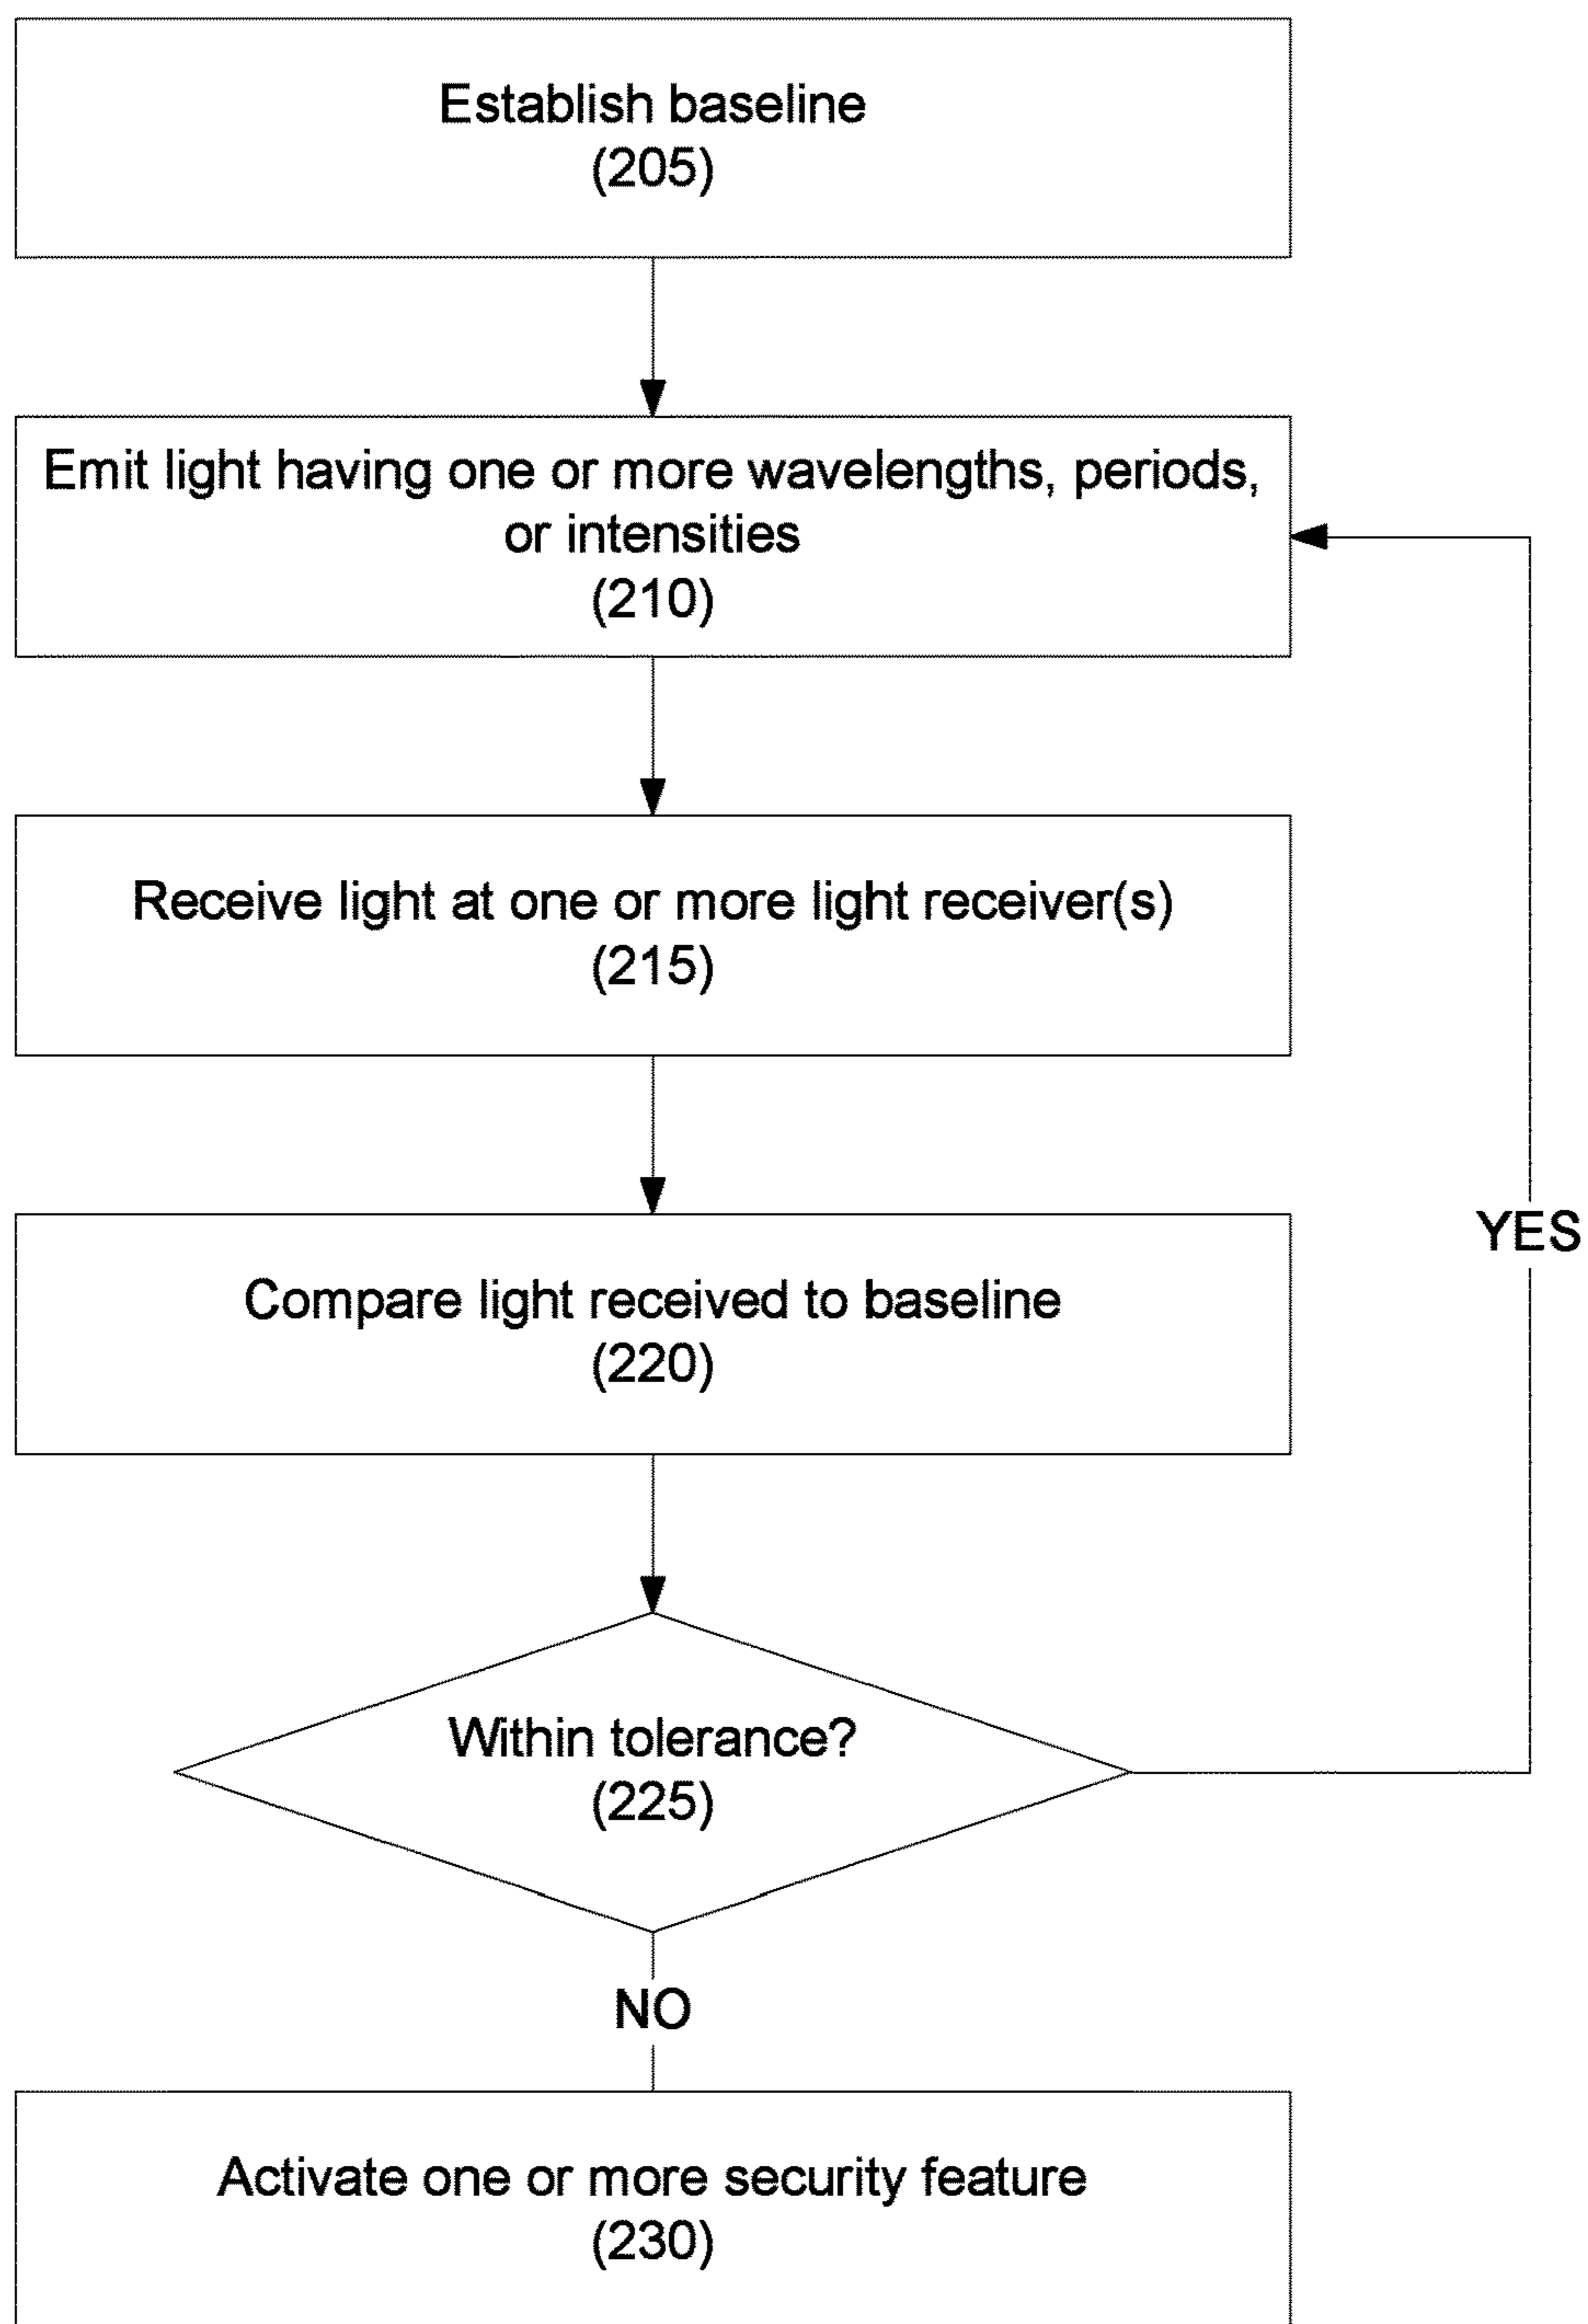 Establish baseline
(205)
Emit light having one or more wavelengths, periods,
or intensities
(210)
Receive light at one or more light receiver(s)
(215)
Compare light received to baseline
(220)
YES
Within tolerance?
(225)
NO
Activate one or more security feature
(230)